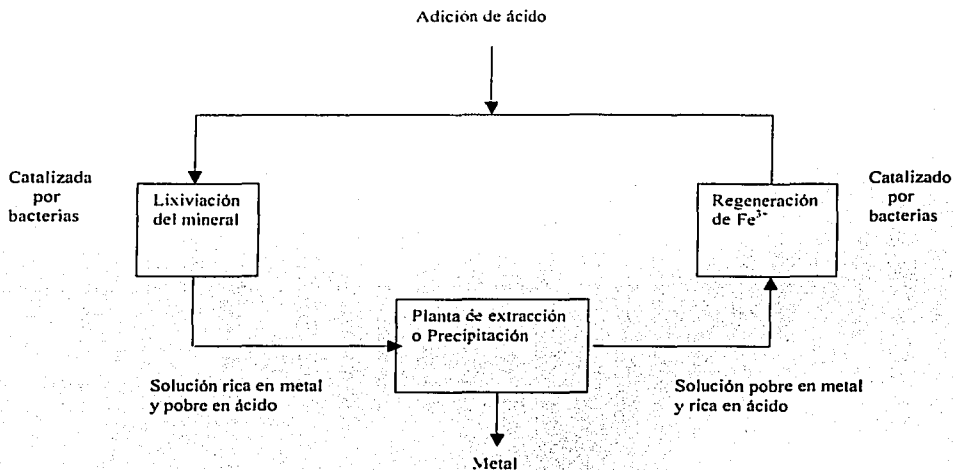 Adición de ácido
Catalizada
por
bacterias
Lixiviación
del mineral
Regeneración
de Fe³⁺
Catalizado
por
bacterias
Planta de extracción
o Precipitación
Solución rica en metal
y pobre en ácido
Solución pobre en metal
y rica en ácido
Metal